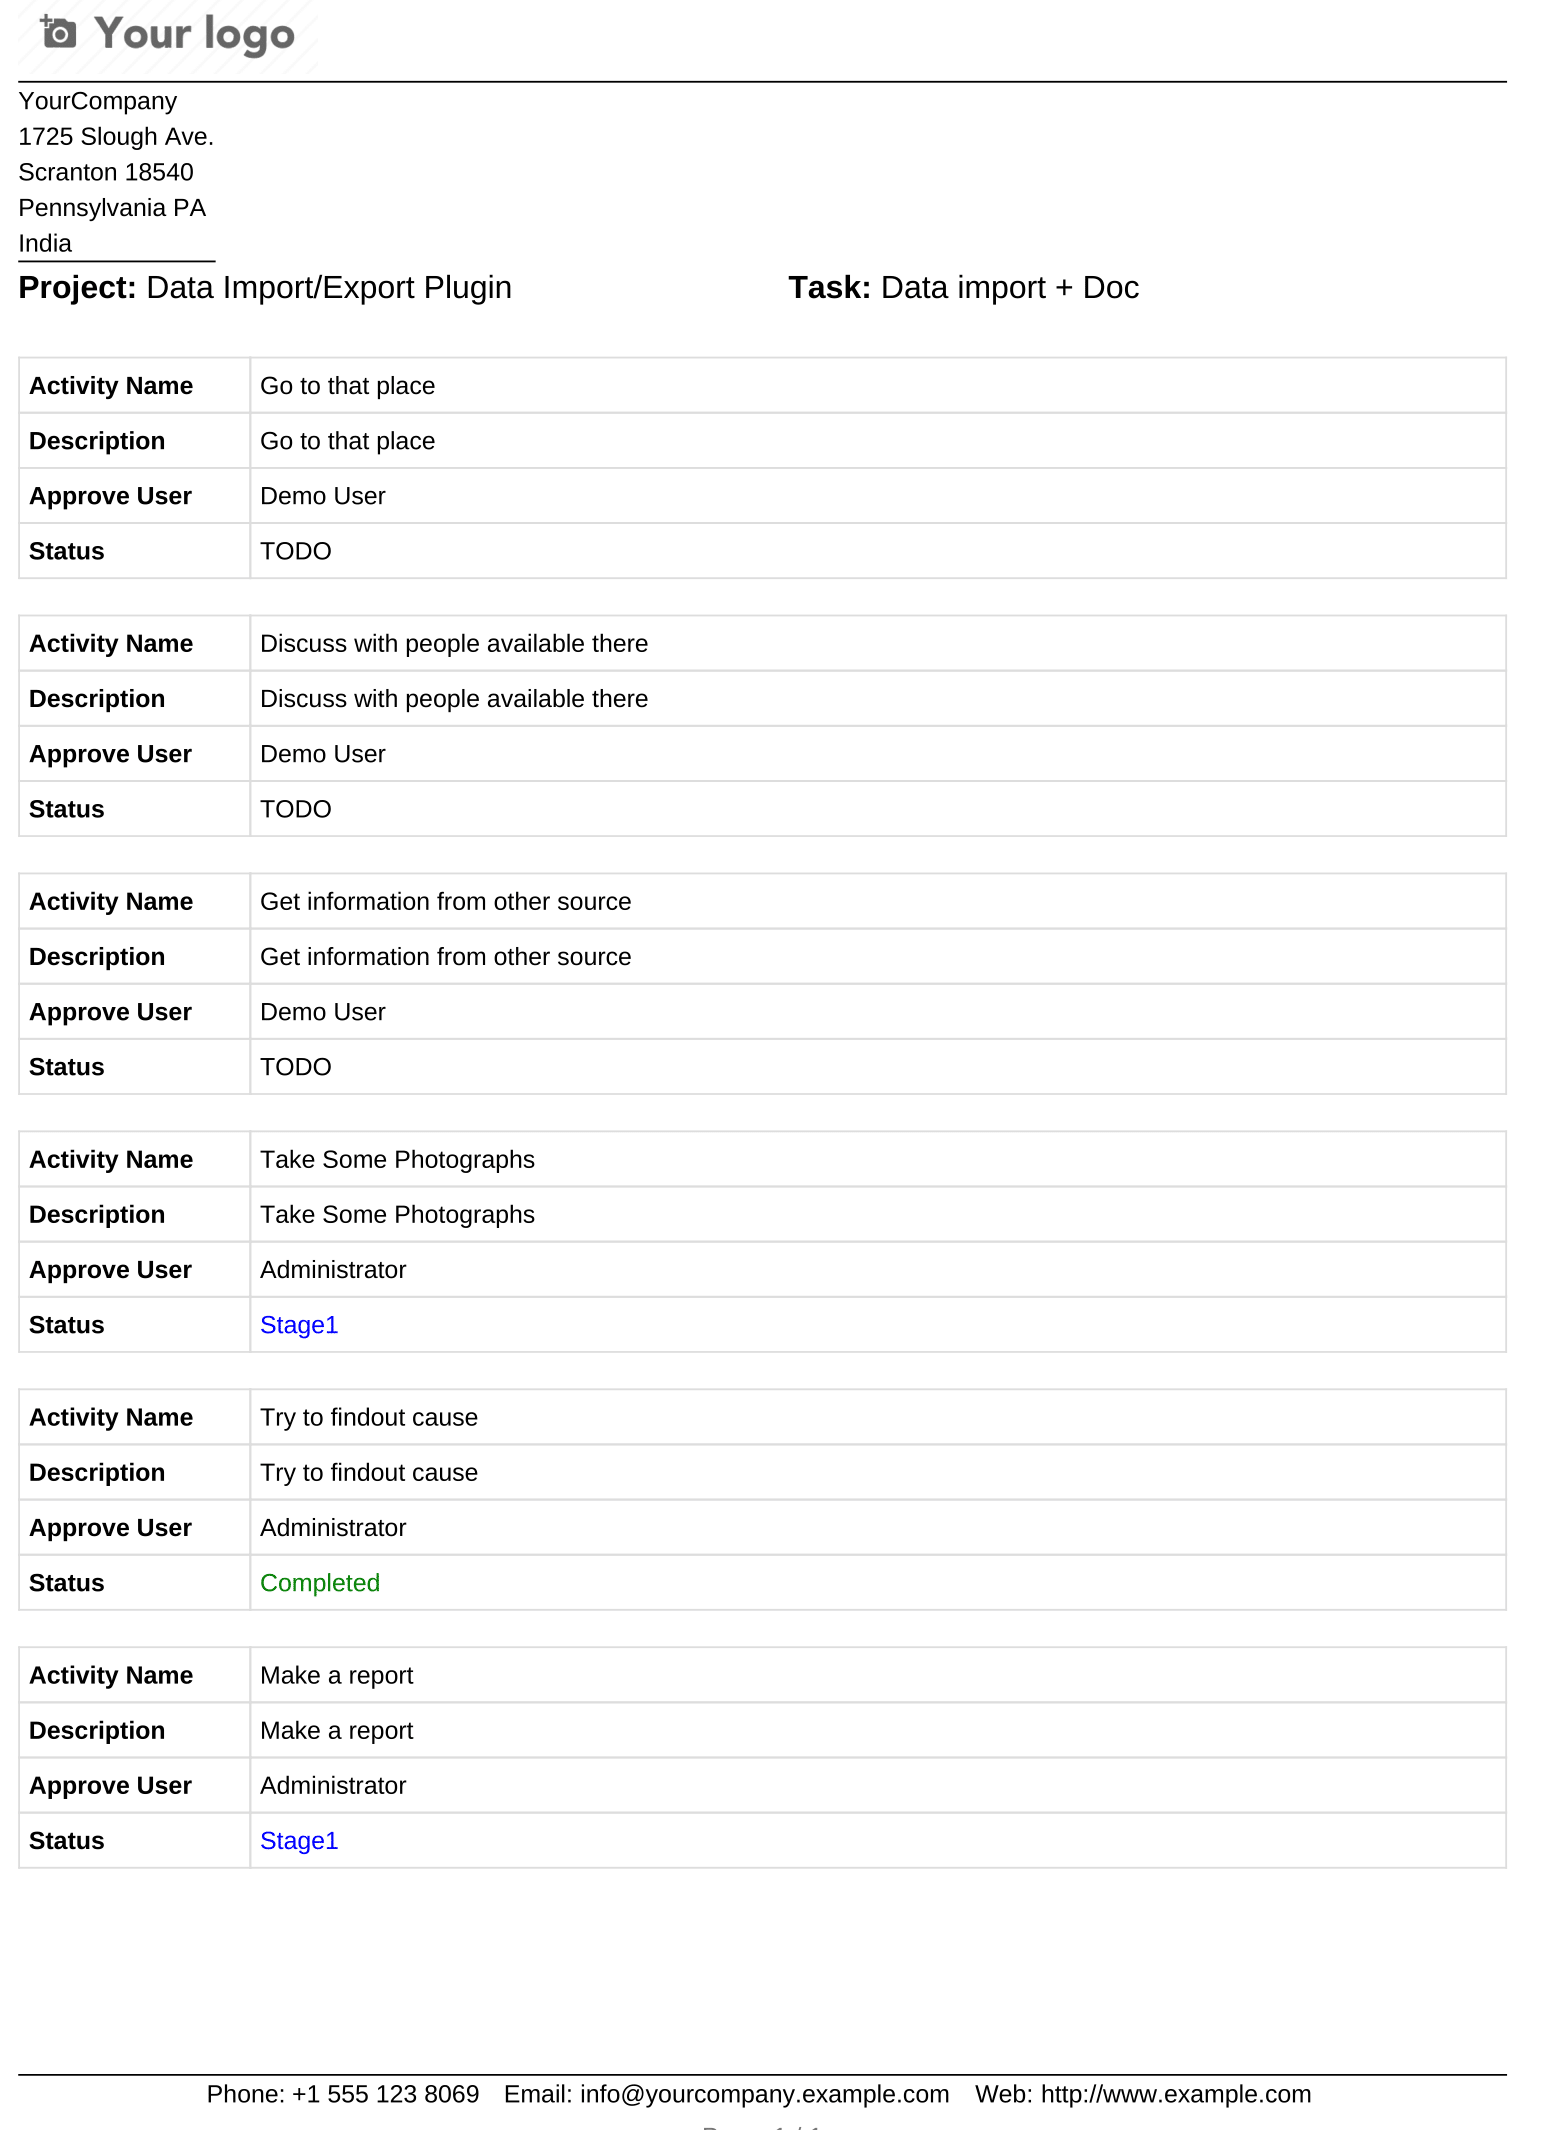 Your logo
YourCompany
1725 Slough Ave.
Scranton 18540
Pennsylvania PA
India
Project: Data Import/Export Plugin Task: Data import + Doc
Activity Name Go to that place
Description Go to that place
Approve User Demo User
Status TODO
Activity Name Discuss with people available there
Description Discuss with people available there
Approve User Demo User
Status TODO
Activity Name Get information from other source
Description Get information from other source
Approve User Demo User
Status TODO
Activity Name Take Some Photographs
Description Take Some Photographs
Approve User Administrator
Status Stage1
Activity Name Try to findout cause
Description Try to findout cause
Approve User Administrator
Status Completed
Activity Name Make a report
Description Make a report
Approve User Administrator
Status Stage1
Phone: +1 555 123 8069 Email: info@yourcompany.example.com Web: http://www.example.com